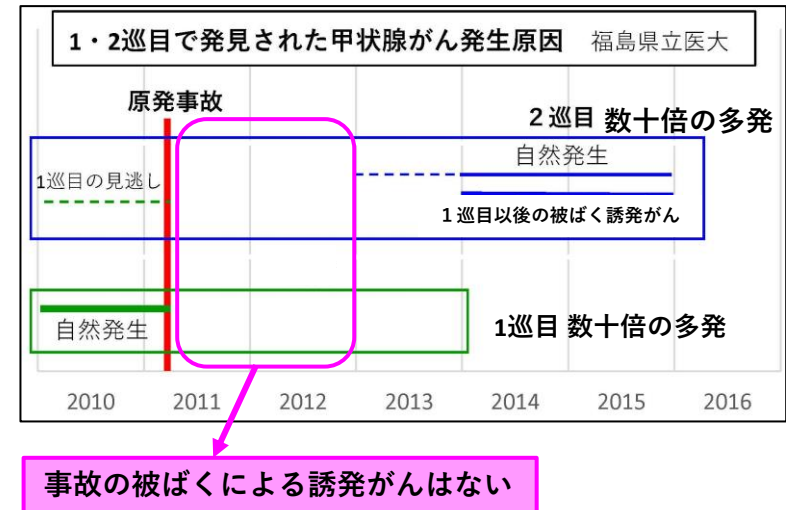 1・2巡目で発見された甲状腺がん発生原因 福島県立医大
原発事故
2巡目 数十倍の多発
自然発生
1巡目の見逃し
1巡目以後の被ばく誘発がん
自然発生
1巡目 数十倍の多発
2010 2011 2012 2013 2014 2015 2016
事故の被ばくによる誘発がんはない